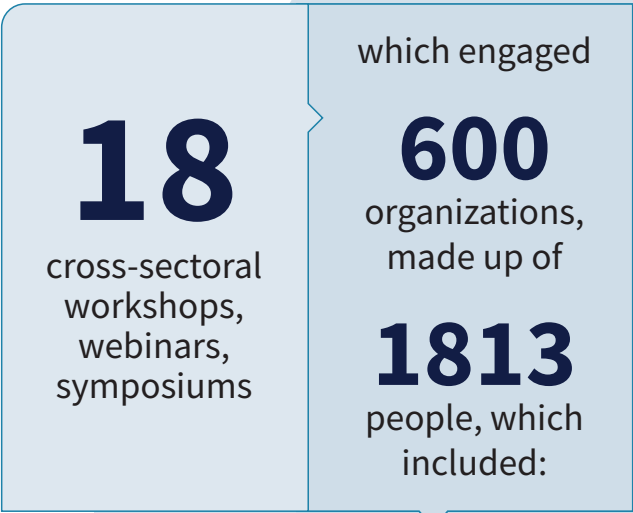 18
cross-sectoral
workshops,
webinars,
symposiums
which engaged
600
organizations,
made up of
1813
people, which
included: